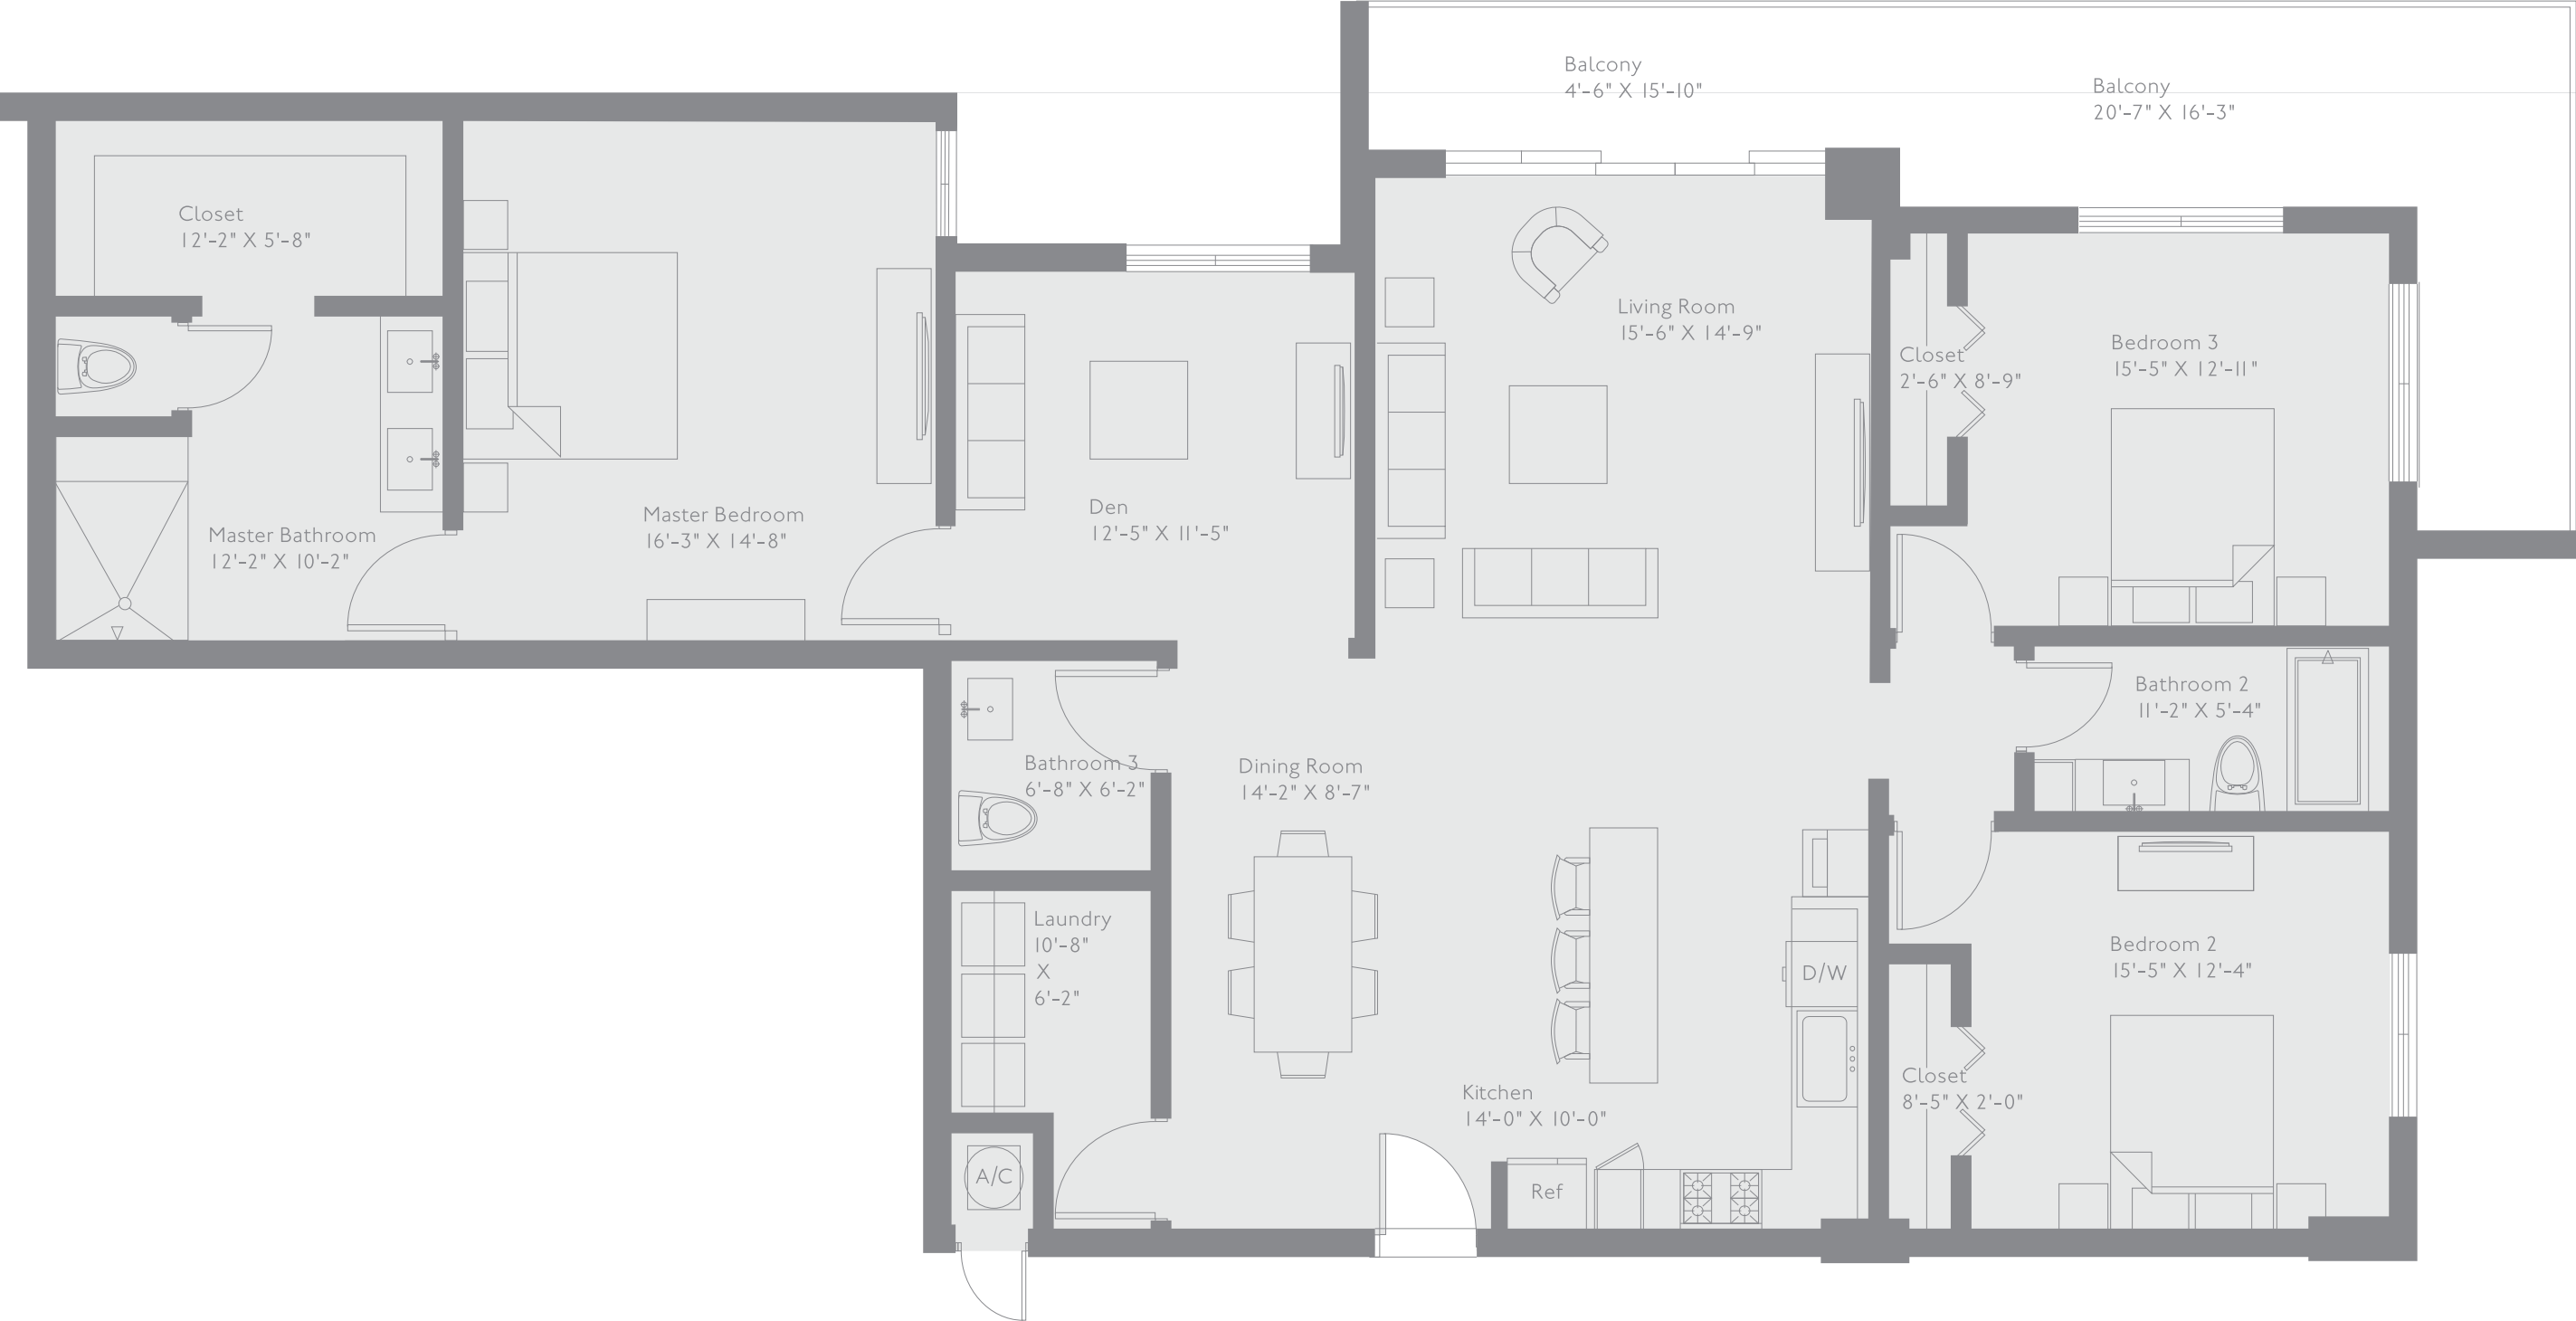 Balcony
4'-6" X 15'-10"
Balcony
20'-7" X 16'-3"
Closet
12'-2" X 5'-8"
Living Room
15'-6" X 14'-9"
Bedroom 3
15'-5" X 12'-11"
Closet
2'-6" X 8'-9"
Master Bedroom
16'-3" X 14'-8"
Den
12'-5" X 11'-5"
Master Bathroom
12'-2" X 10'-2"
Bathroom 2
11'-2" X 5'-4"
Bathroom 3
6'-8" X 6'-2"
Dining Room
14'-2" X 8'-7"
Laundry
10'-8"
X
6'-2"
D/W
Bedroom 2
15'-5" X 12'-4"
Kitchen
14'-0" X 10'-0"
Closet
8'-5" X 2'-0"
A/C
Ref